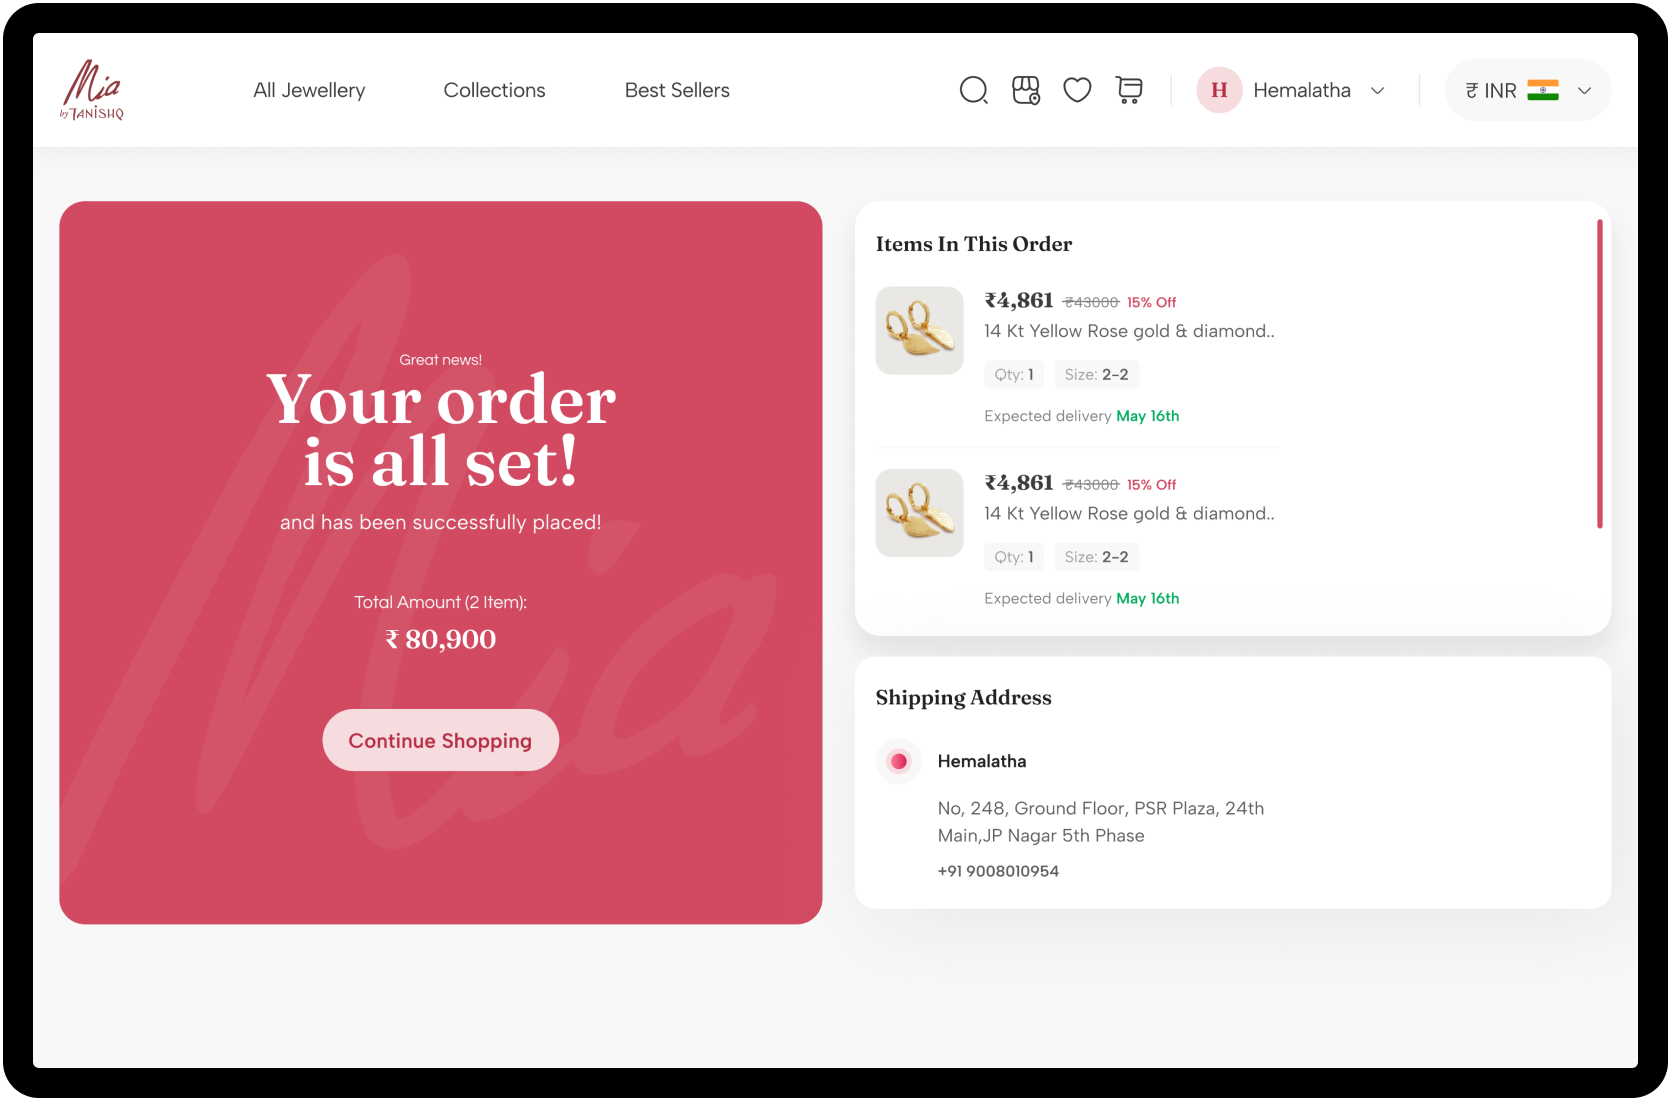 Mia
by TANISHQ
All Jewellery
Collections
Best Sellers
H
Hemalatha
₹ INR
Great news!
Your order
is all set!
and has been successfully placed!
Total Amount (2 Item):
₹ 80,900
Continue Shopping
Mia
Items In This Order
₹4,861 ₹43000 15% Off
14 Kt Yellow Rose gold & diamond..
Qty: 1 Size: 2-2
Expected delivery May 16th
₹4,861 ₹43000 15% Off
14 Kt Yellow Rose gold & diamond..
Qty: 1 Size: 2-2
Expected delivery May 16th
Shipping Address
Hemalatha
No, 248, Ground Floor, PSR Plaza, 24th
Main,JP Nagar 5th Phase
+91 9008010954